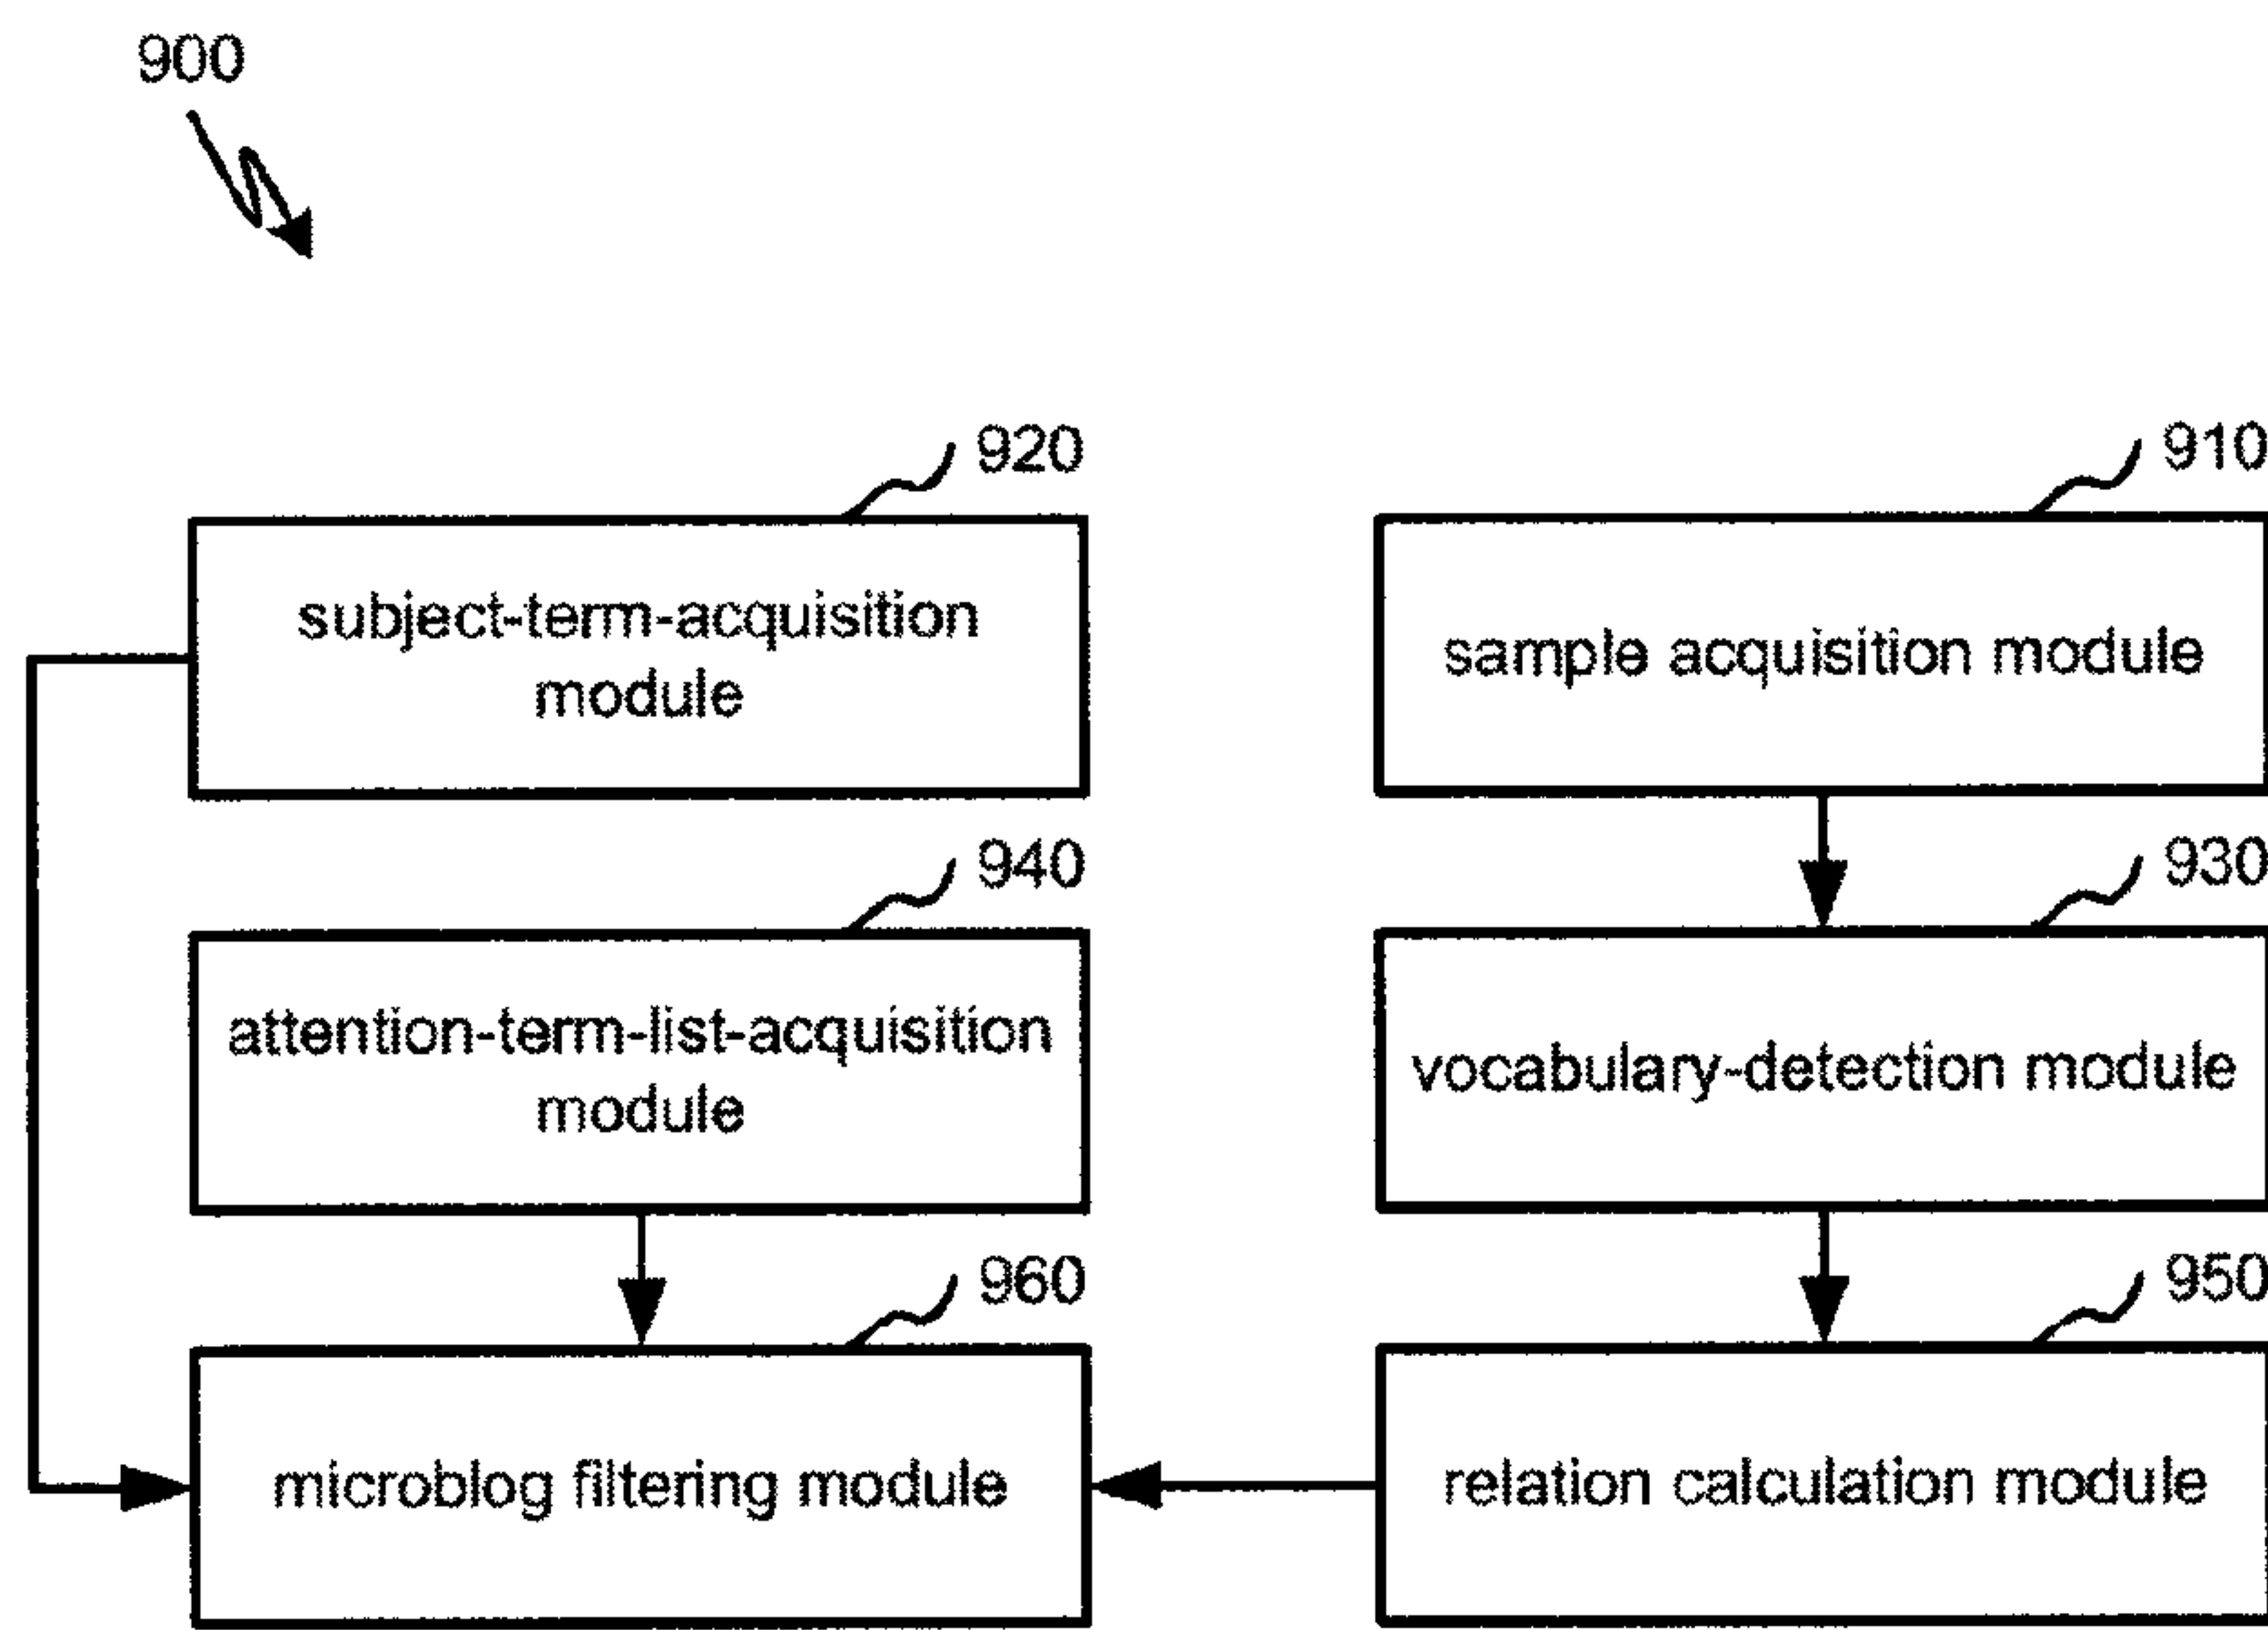 900
920
910
subject-term-acquisition
module
sample acquisition module
940
930
attention-term-list-acquisition
module
vocabulary-detection module
960
950
microblog filtering module
relation calculation module